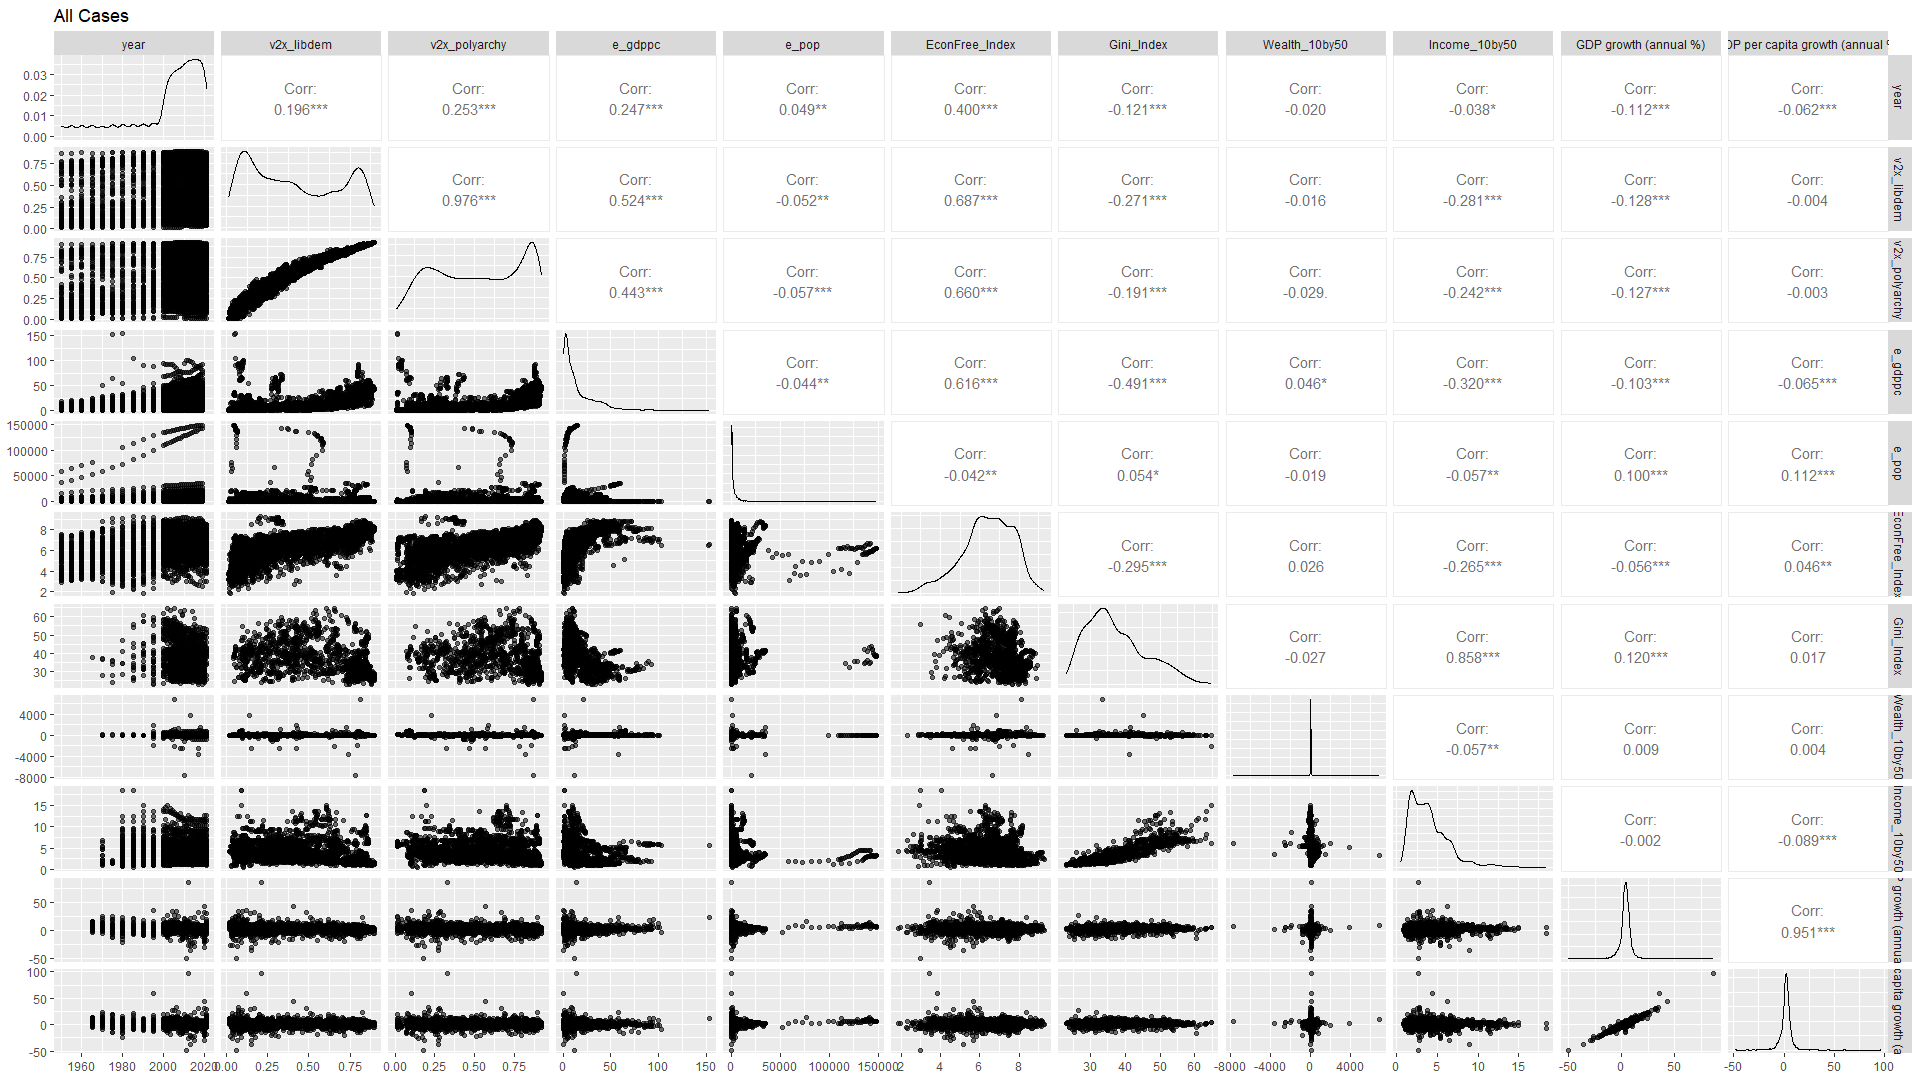 All Cases
year v2x_libdem v2x_polyarchy e_gdppc e_pop EconFree_Index Gini_Index Wealth_10by50 Income_10by50 GDP growth (annual %) DP per capita growth (annual
0.03
0.02
0.01
0.00
Corr: Corr: Corr: Corr: Corr: Corr: Corr: Corr: Corr: Corr:
0.196*** 0.253*** 0.247*** 0.049** 0.400*** -0.121*** -0.020 -0.038* -0.112*** -0.062***
year
0.75
0.50
0.25
0.00
Corr: Corr: Corr: Corr: Corr: Corr: Corr: Corr: Corr:
0.976*** 0.524*** -0.052** 0.687*** -0.271*** -0.016 -0.281*** -0.128*** -0.004
v2x_libdem
0.75
0.50
0.25
0.00
Corr: Corr: Corr: Corr: Corr: Corr: Corr: Corr:
0.443*** -0.057*** 0.660*** -0.191*** -0.029. -0.242*** -0.127*** -0.003
v2x_polyarchy
150
100
50
0
Corr: Corr: Corr: Corr: Corr: Corr: Corr:
-0.044** 0.616*** -0.491*** 0.046* -0.320*** -0.103*** -0.065***
e_gdppc
150000
100000
50000
0
Corr: Corr: Corr: Corr: Corr: Corr:
-0.042** 0.054* -0.019 -0.057** 0.100*** 0.112***
e_pop
8
6
4
2
Corr: Corr: Corr: Corr: Corr:
-0.295*** 0.026 -0.265*** -0.056*** 0.046**
EconFree_Index
60
50
40
30
Corr: Corr: Corr: Corr:
-0.027 0.858*** 0.120*** 0.017
Gini_Index
4000
0
-4000
-8000
Corr: Corr: Corr:
-0.057** 0.009 0.004
Wealth_10by50
15
10
5
0
Corr: Corr:
-0.002 -0.089***
Income_10by50
50
0
-50
Corr:
0.951***
growth (annua
100
50
0
-50
capita growth (a
1960 1980 2000 2020 0.00 0.25 0.50 0.75 0.00 0.25 0.50 0.75 0 50 100 150 0 50000 100000 150000 2 4 6 8 30 40 50 60 -8000 -4000 0 4000 0 5 10 15 -50 0 50 -50 0 50 100